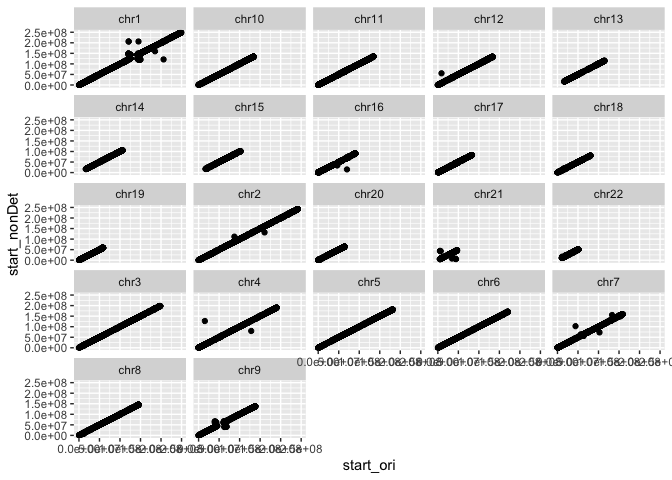 chr1 chr10 chr11 chr12 chr13
2.5e+08
2.0e+08
1.5e+08
1.0e+08
5.0e+07
0.0e+00
chr14 chr15 chr16 chr17 chr18
2.5e+08
2.0e+08
1.5e+08
1.0e+08
5.0e+07
0.0e+00
chr19 chr2 chr20 chr21 chr22
2.5e+08
2.0e+08
1.5e+08
1.0e+08
5.0e+07
0.0e+00
chr3 chr4 chr5 chr6 chr7
2.5e+08
2.0e+08
1.5e+08
1.0e+08
5.0e+07
0.0e+00
chr8 chr9
2.5e+08
2.0e+08
1.5e+08
1.0e+08
5.0e+07
0.0e+00
start_nonDet
start_ori